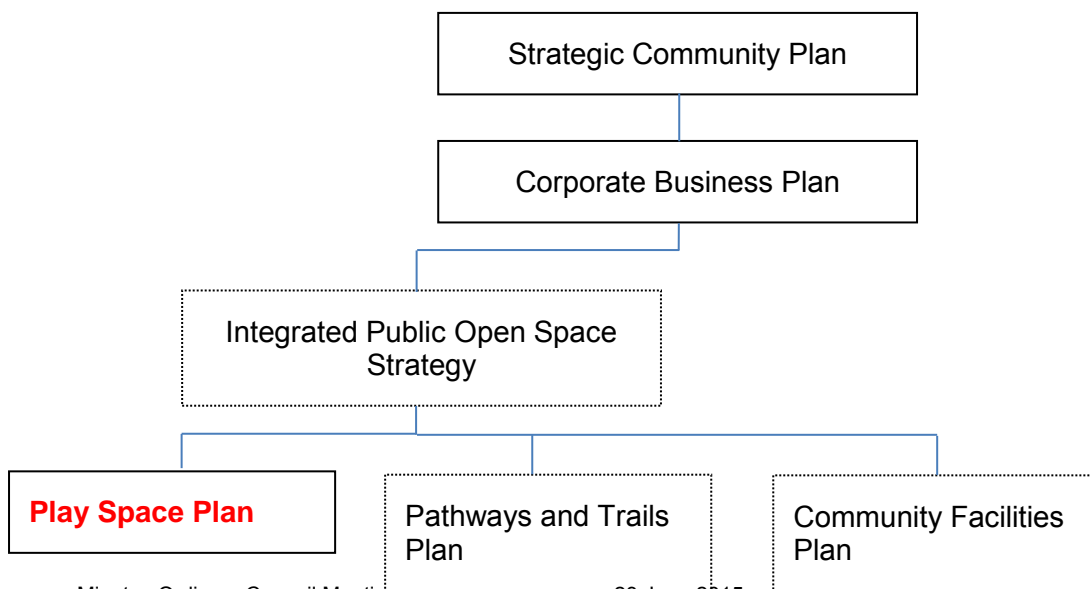 Strategic Community Plan
Corporate Business Plan
Integrated Public Open Space
Strategy
Play Space Plan
Pathways and Trails
Plan
Community Facilities
Plan
Council